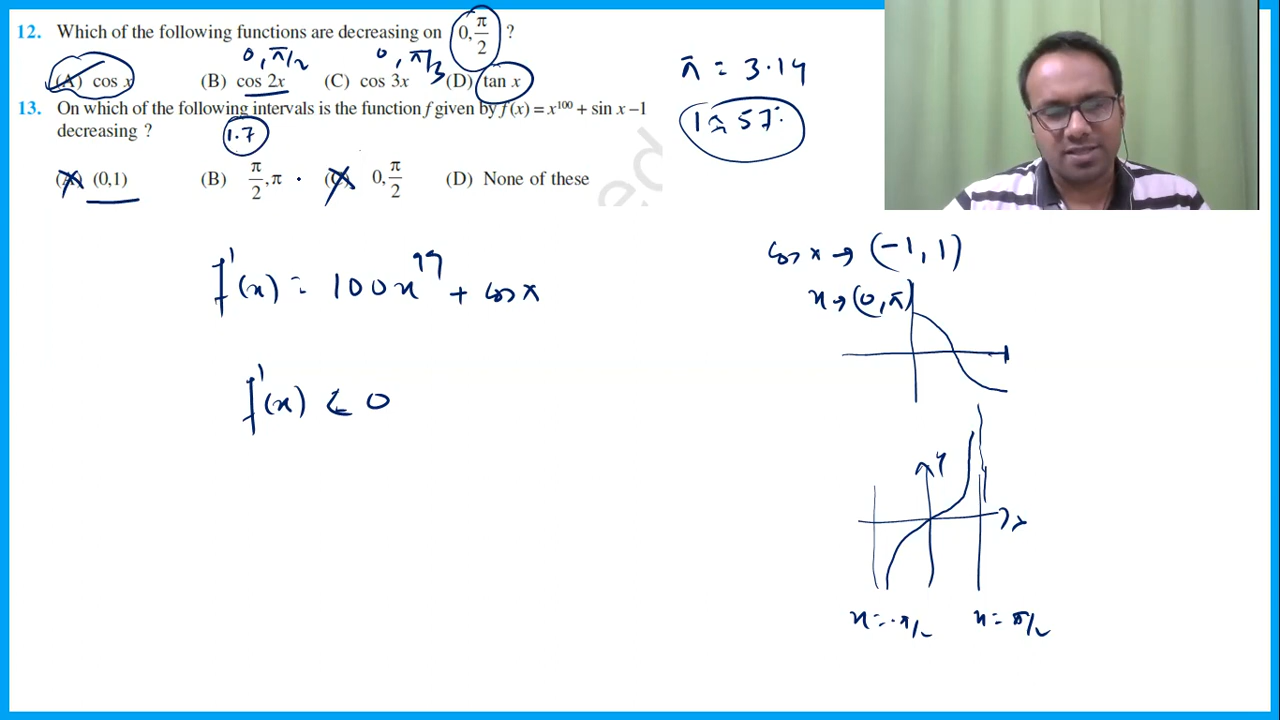 12. Which of the following functions are decreasing on 0, π/2 ?
0, π/2 0, π/3
(A) cos x (B) cos 2x (C) cos 3x (D) tan x
13. On which of the following intervals is the function f given by f(x) = x¹⁰⁰ + sin x –1
decreasing ?
1.7
(A) (0,1) (B) π/2, π (C) 0, π/2 (D) None of these
π = 3.14
1.57
f'(x) = 100x⁹⁹ + cos x
f'(x) < 0
cos x → (-1, 1)
x → (0, π)
y
x
x = -π/2 x = π/2